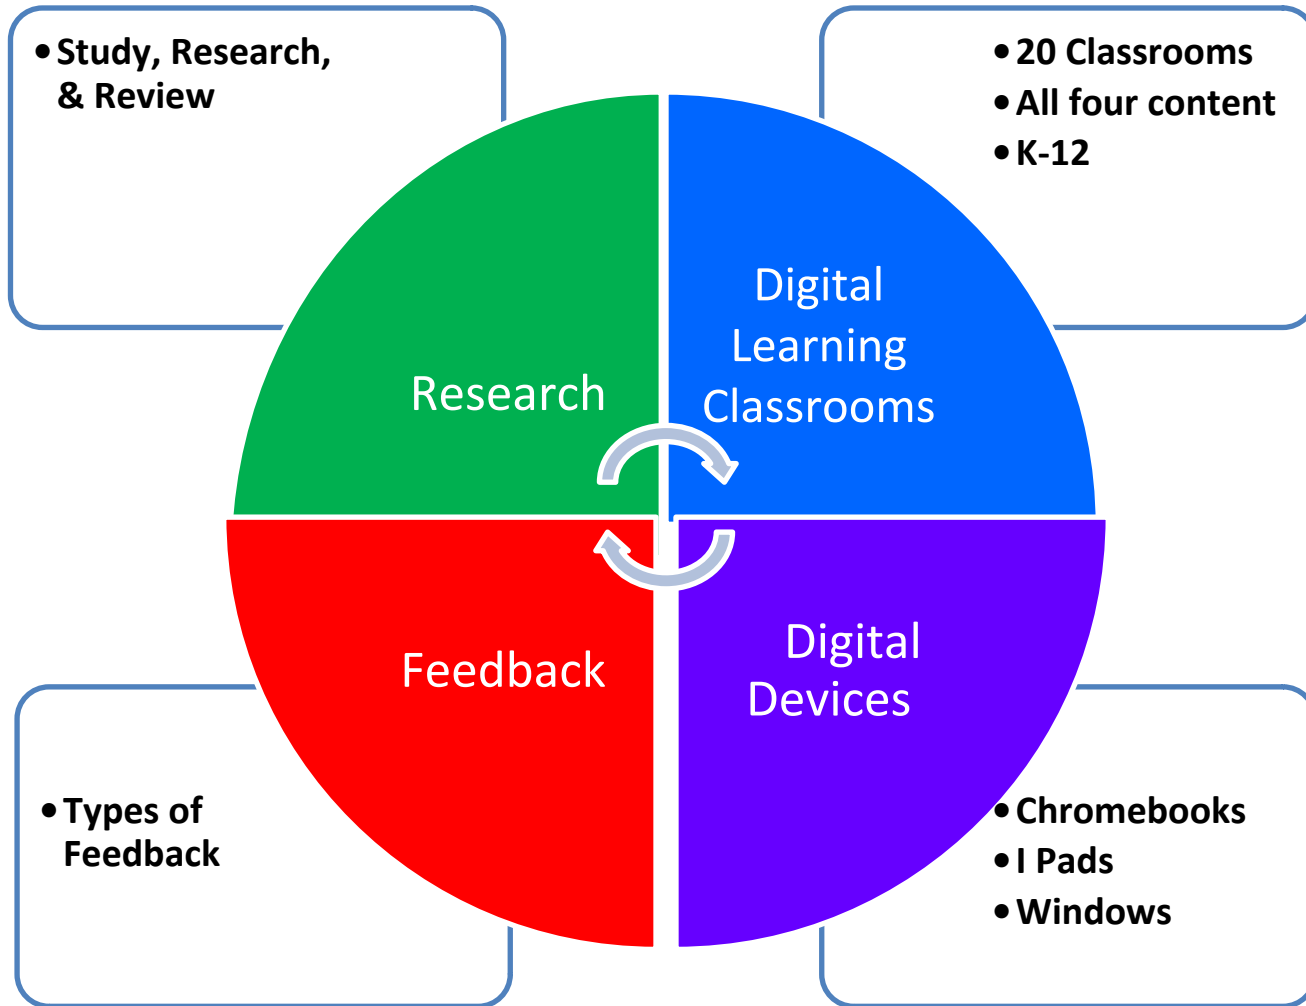 • Study, Research,
& Review
• 20 Classrooms
• All four content
• K-12
Research
Digital
Learning
Classrooms
Feedback
Digital
Devices
• Types of
Feedback
• Chromebooks
• I Pads
• Windows